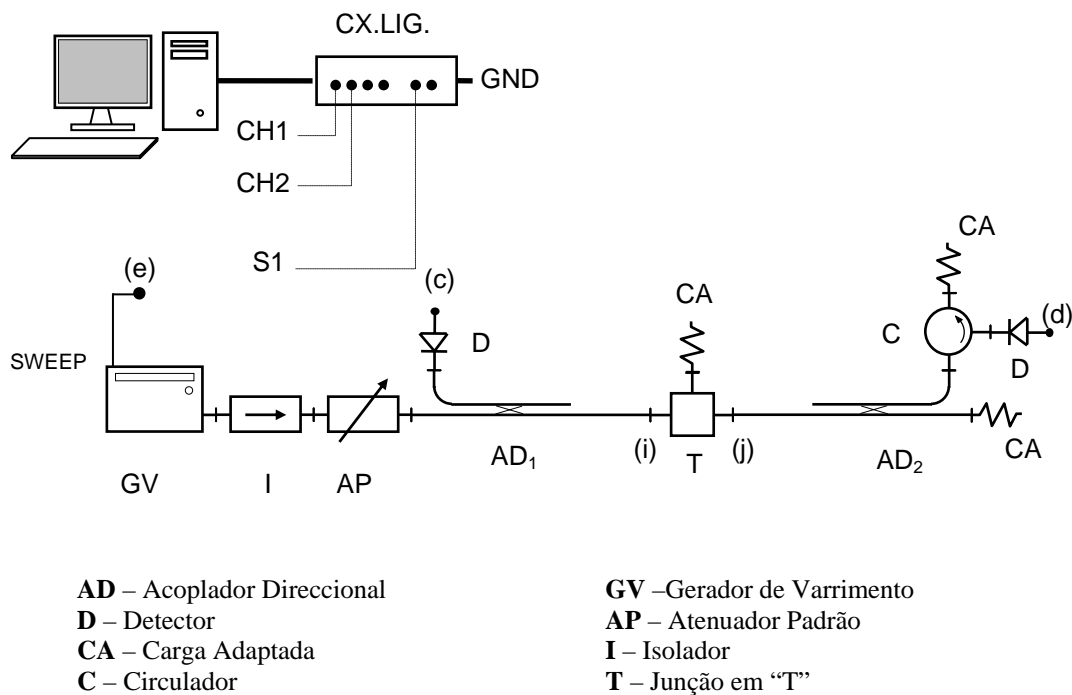 CX.LIG.
GND
CH1
CH2
S1
(e)
(c)
CA
(d)
CA
C
D
D
SWEEP
(i)
(j)
T
AD1
AD2
CA
GV
I
AP
AD – Acoplador Direccional
D – Detector
CA – Carga Adaptada
C – Circulador
GV –Gerador de Varrimento
AP – Atenuador Padrão
I – Isolador
T – Junção em “T”